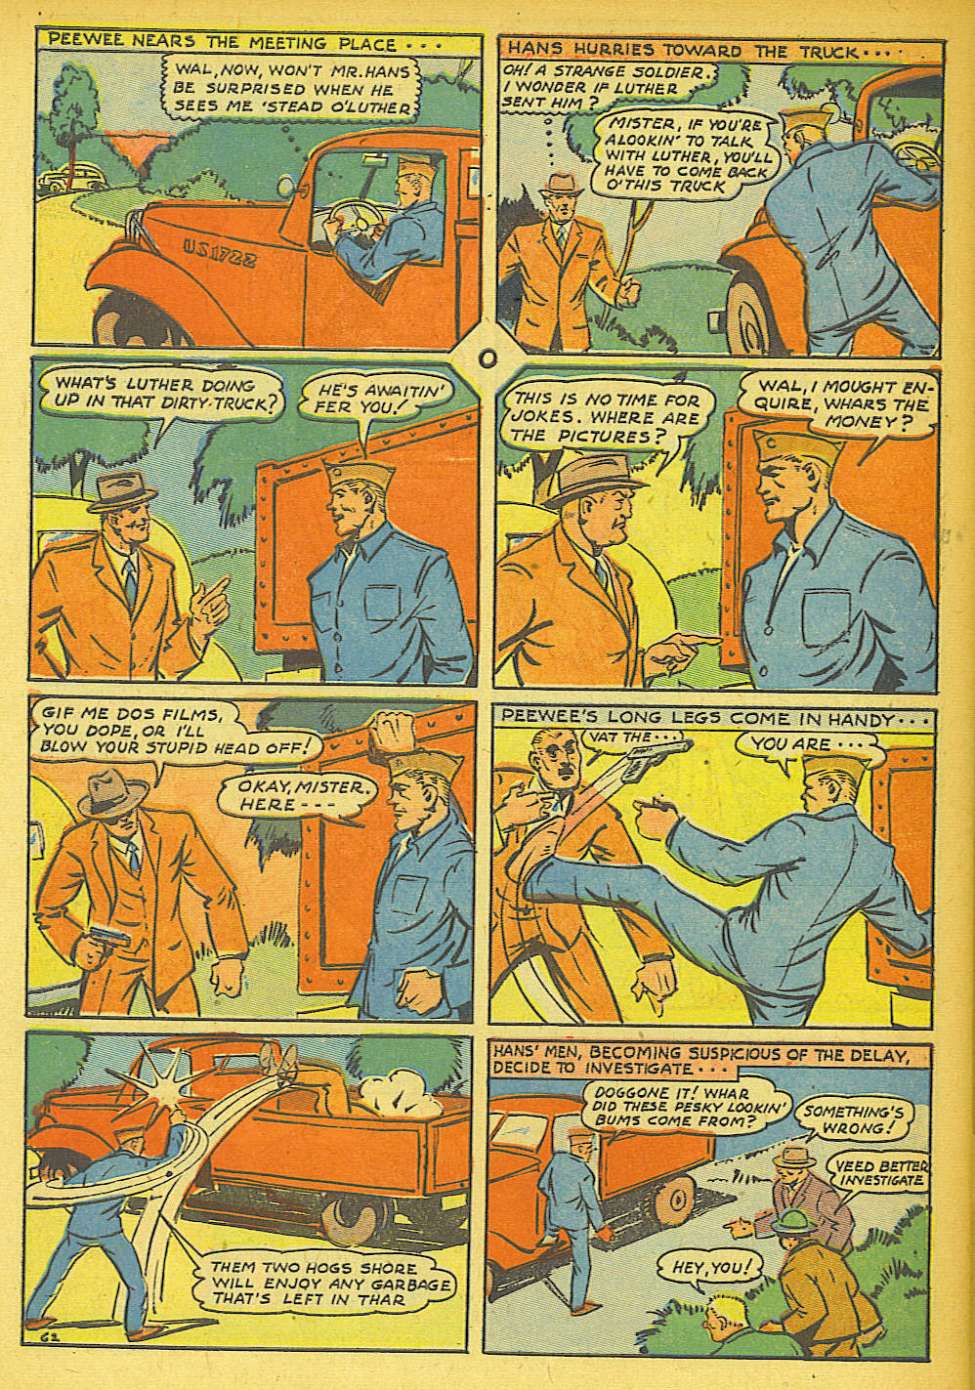 PEEWEE NEARS THE MEETING PLACE ...
WAL, NOW, WON'T MR. HANS
BE SURPRISED WHEN HE
SEES ME 'STEAD O'LUTHER
US1722
HANS HURRIES TOWARD THE TRUCK....
OH! A STRANGE SOLDIER.
I WONDER IF LUTHER
SENT HIM?
MISTER, IF YOU'RE
ALOOKIN' TO TALK
WITH LUTHER, YOU'LL
HAVE TO COME BACK
O'THIS TRUCK
WHAT'S LUTHER DOING
UP IN THAT DIRTY TRUCK?
HE'S AWAITIN'
FER YOU!
THIS IS NO TIME FOR
JOKES. WHERE ARE
THE PICTURES?
WAL, I MOUGHT EN-
QUIRE, WHARS THE
MONEY?
GIF ME DOS FILMS,
YOU DOPE, OR I'LL
BLOW YOUR STUPID HEAD OFF!
OKAY, MISTER.
HERE ---
PEEWEE'S LONG LEGS COME IN HANDY...
VAT THE...
YOU ARE ....
THEM TWO HOGS SHORE
WILL ENJOY ANY GARBAGE
THAT'S LEFT IN THAR
62
HANS' MEN, BECOMING SUSPICIOUS OF THE DELAY,
DECIDE TO INVESTIGATE...
DOGGONE IT! WHAR
DID THESE PESKY LOOKIN'
BUMS COME FROM?
SOMETHING'S
WRONG!
VEED BETTER
INVESTIGATE
HEY, YOU!